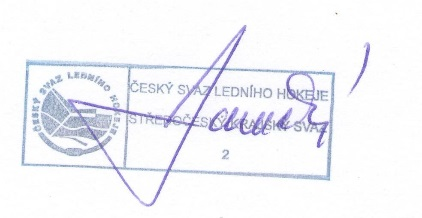 ČESKÝ SVAZ LEDNÍHO HOKEJE
ČESKÝ SVAZ LEDNÍHO HOKEJE
STŘEDOČESKÝ KRAJSKÝ SVAZ
2